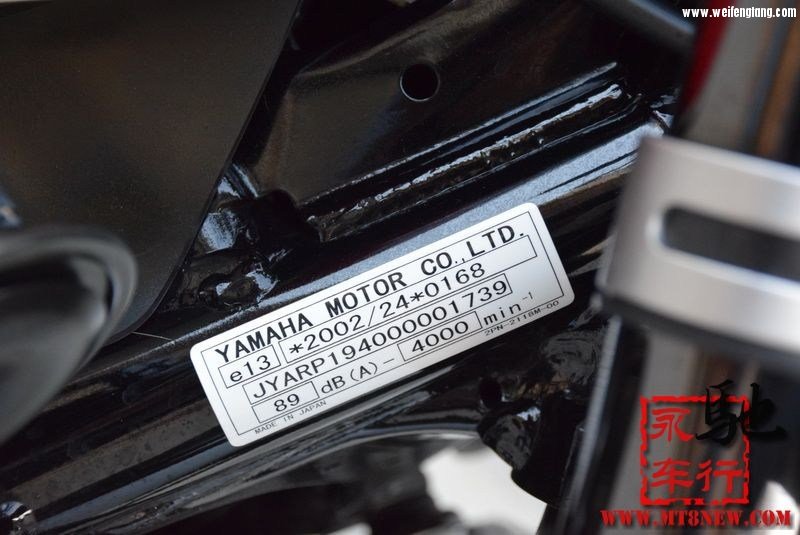 www.weifengtang.com
YAMAHA MOTOR CO.,LTD.
e13 *2002/24*0168
JYARP194000001739
89 dB(A)- 4000 min⁻¹
MADE IN JAPAN 2PN-2118M-00
永馳
车行
WWW.MT8NEW.COM